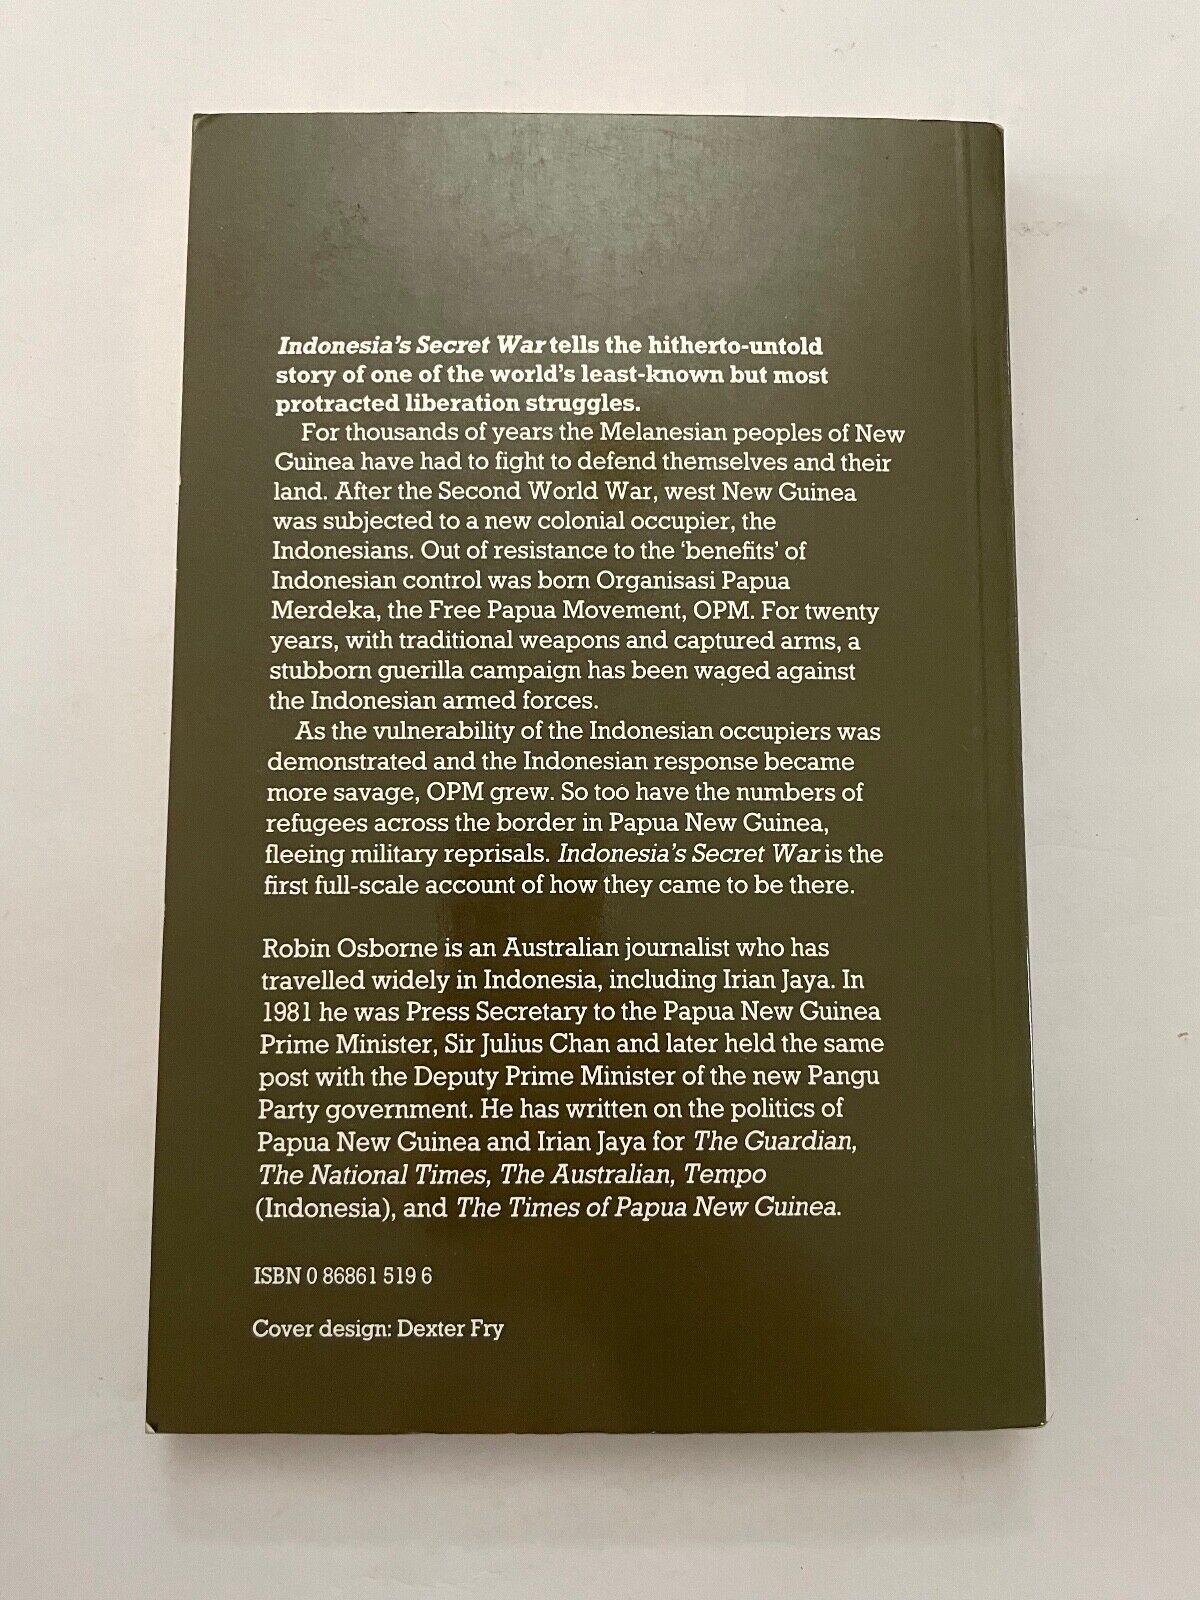 Indonesia's Secret War tells the hitherto-untold
story of one of the world's least-known but most
protracted liberation struggles.
For thousands of years the Melanesian peoples of New
Guinea have had to fight to defend themselves and their
land. After the Second World War, west New Guinea
was subjected to a new colonial occupier, the
Indonesians. Out of resistance to the 'benefits' of
Indonesian control was born Organisasi Papua
Merdeka, the Free Papua Movement, OPM. For twenty
years, with traditional weapons and captured arms, a
stubborn guerilla campaign has been waged against
the Indonesian armed forces.
As the vulnerability of the Indonesian occupiers was
demonstrated and the Indonesian response became
more savage, OPM grew. So too have the numbers of
refugees across the border in Papua New Guinea,
fleeing military reprisals. Indonesia's Secret War is the
first full-scale account of how they came to be there.
Robin Osborne is an Australian journalist who has
travelled widely in Indonesia, including Irian Jaya. In
1981 he was Press Secretary to the Papua New Guinea
Prime Minister, Sir Julius Chan and later held the same
post with the Deputy Prime Minister of the new Pangu
Party government. He has written on the politics of
Papua New Guinea and Irian Jaya for The Guardian,
The National Times, The Australian, Tempo
(Indonesia), and The Times of Papua New Guinea.
ISBN 0 86861 519 6
Cover design: Dexter Fry